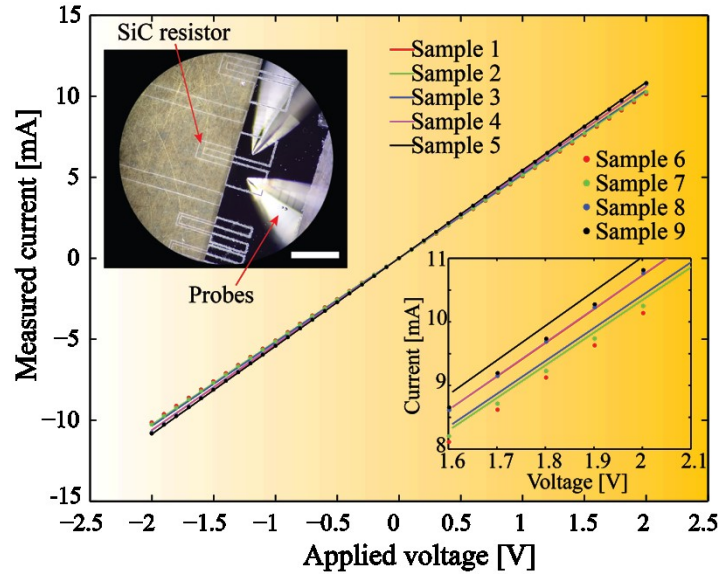 SiC resistor
Probes
Sample 1
Sample 2
Sample 3
Sample 4
Sample 5
Sample 6
Sample 7
Sample 8
Sample 9
Measured current [mA]
15
10
5
0
−5
−10
-15
Current [mA]
11
10
9
8
1.6 1.7 1.8 1.9 2 2.1
Voltage [V]
−2.5 −2 −1.5 −1 −0.5 0 0.5 1 1.5 2 2.5
Applied voltage [V]